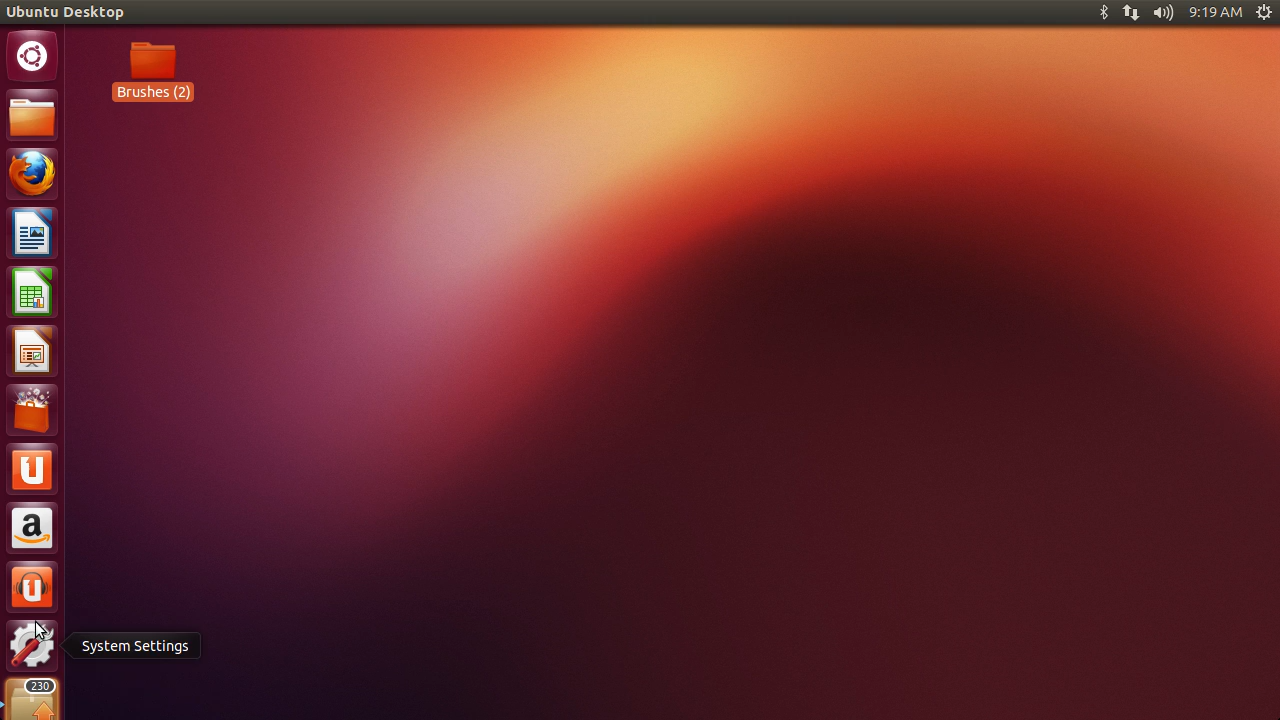 Ubuntu Desktop
9:19 AM
Brushes (2)
System Settings
230